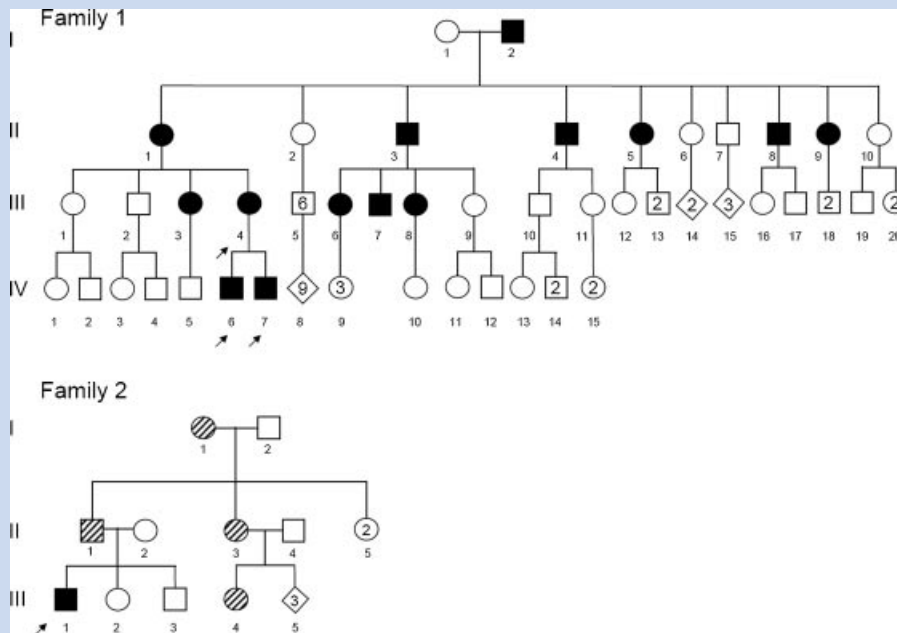 Family 1
I
1 2
II
1 2 3 4 5 6 7 8 9 10
III
6 2 2 3 2 2
1 2 3 4 5 6 7 8 9 10 11 12 13 14 15 16 17 18 19 20
IV
9 3 2 2
1 2 3 4 5 6 7 8 9 10 11 12 13 14 15
Family 2
I
1 2
II
2
1 2 3 4 5
III
3
1 2 3 4 5